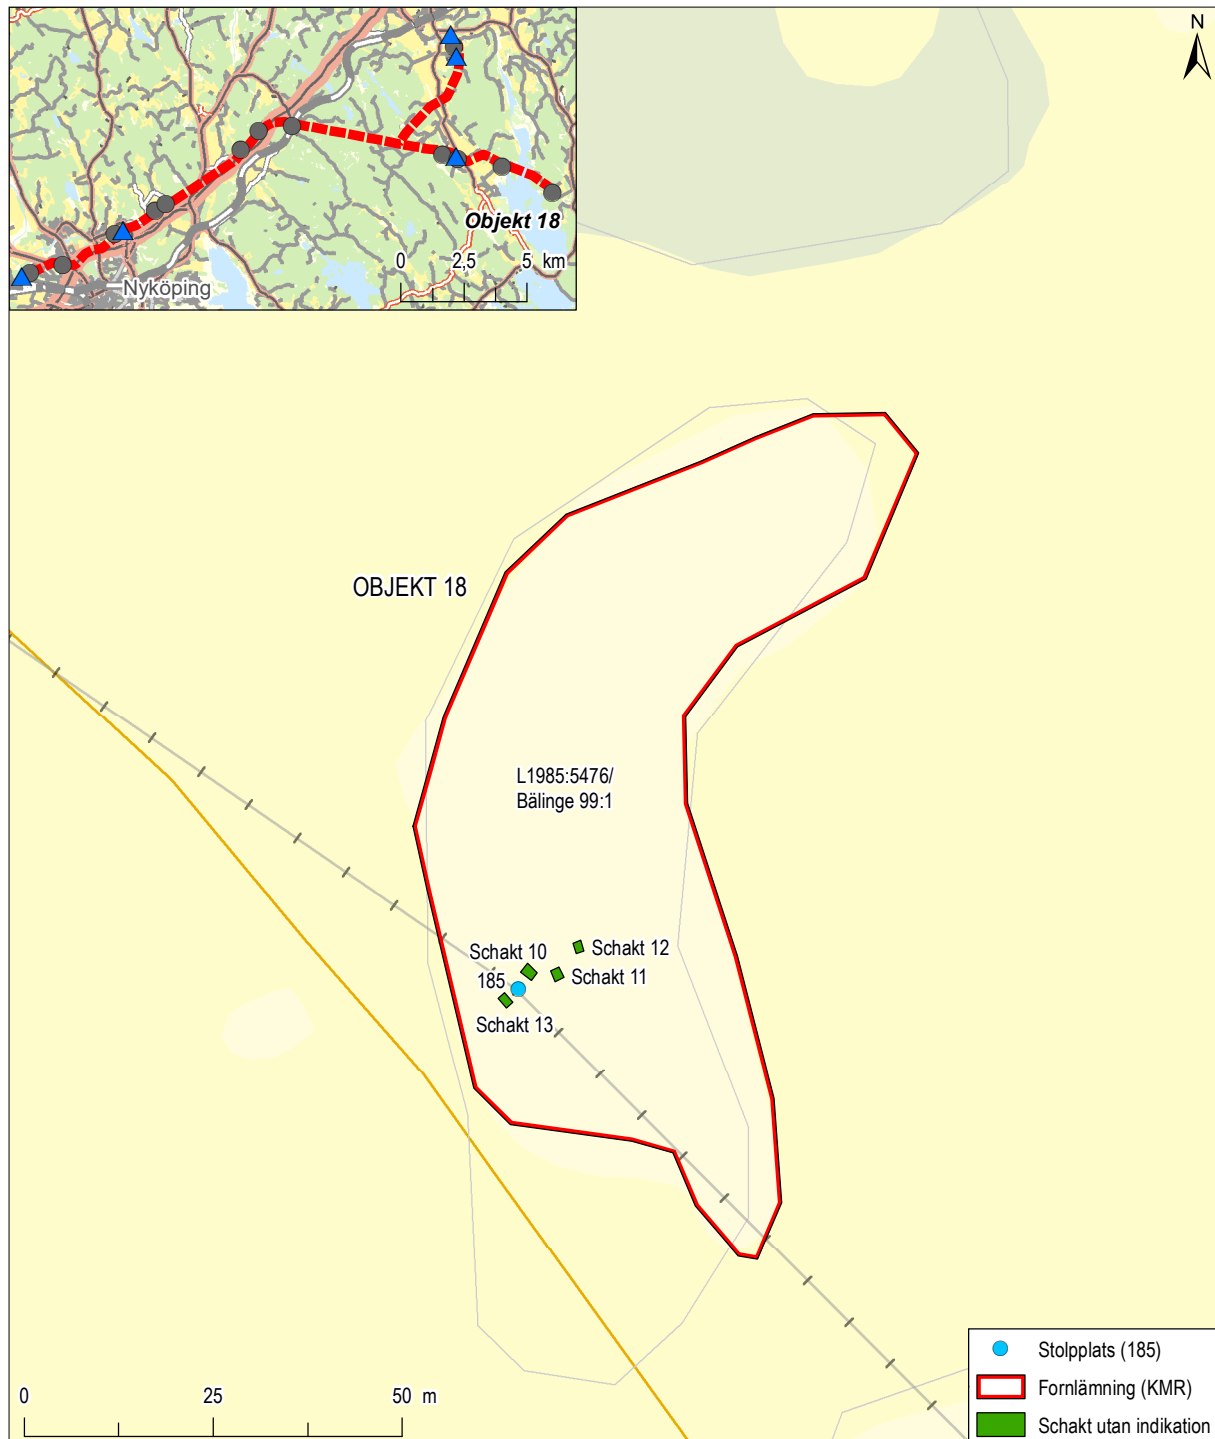 N
Objekt 18
0 2,5 5 km
Nyköping
OBJEKT 18
L1985:5476/
Bälinge 99:1
Schakt 10
Schakt 12
185
Schakt 11
Schakt 13
0 25 50 m
Stolpplats (185)
Fornlämning (KMR)
Schakt utan indikation